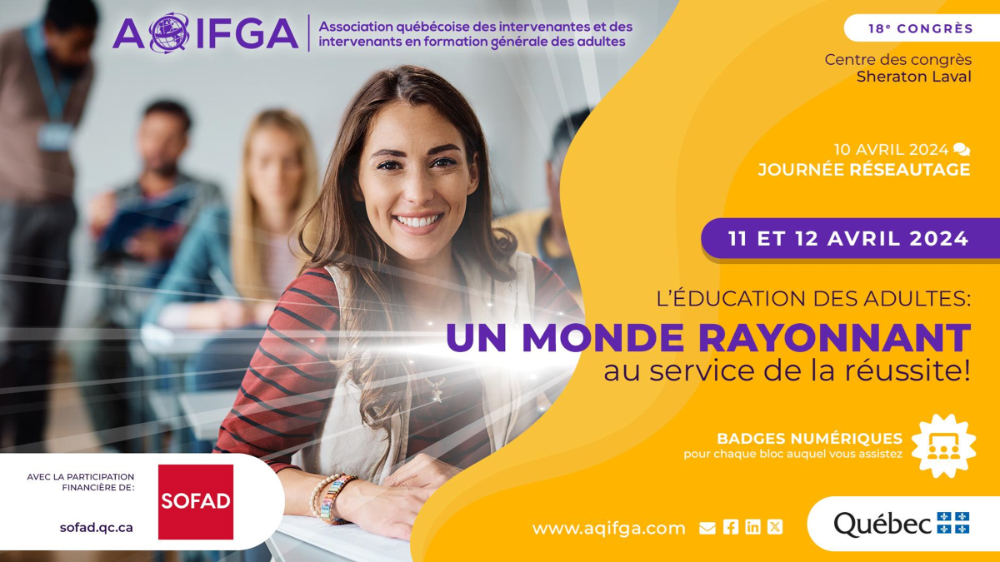 AQIFGA
Association québécoise des intervenantes et des
intervenants en formation générale des adultes
18e CONGRÈS
Centre des congrès
Sheraton Laval
10 AVRIL 2024
JOURNÉE RÉSEAUTAGE
11 ET 12 AVRIL 2024
L'ÉDUCATION DES ADULTES:
UN MONDE RAYONNANT
au service de la réussite!
BADGES NUMÉRIQUES
pour chaque bloc auquel vous assistez
AVEC LA PARTICIPATION
FINANCIÈRE DE:
sofad.qc.ca
SOFAD
www.aqifga.com
Québec